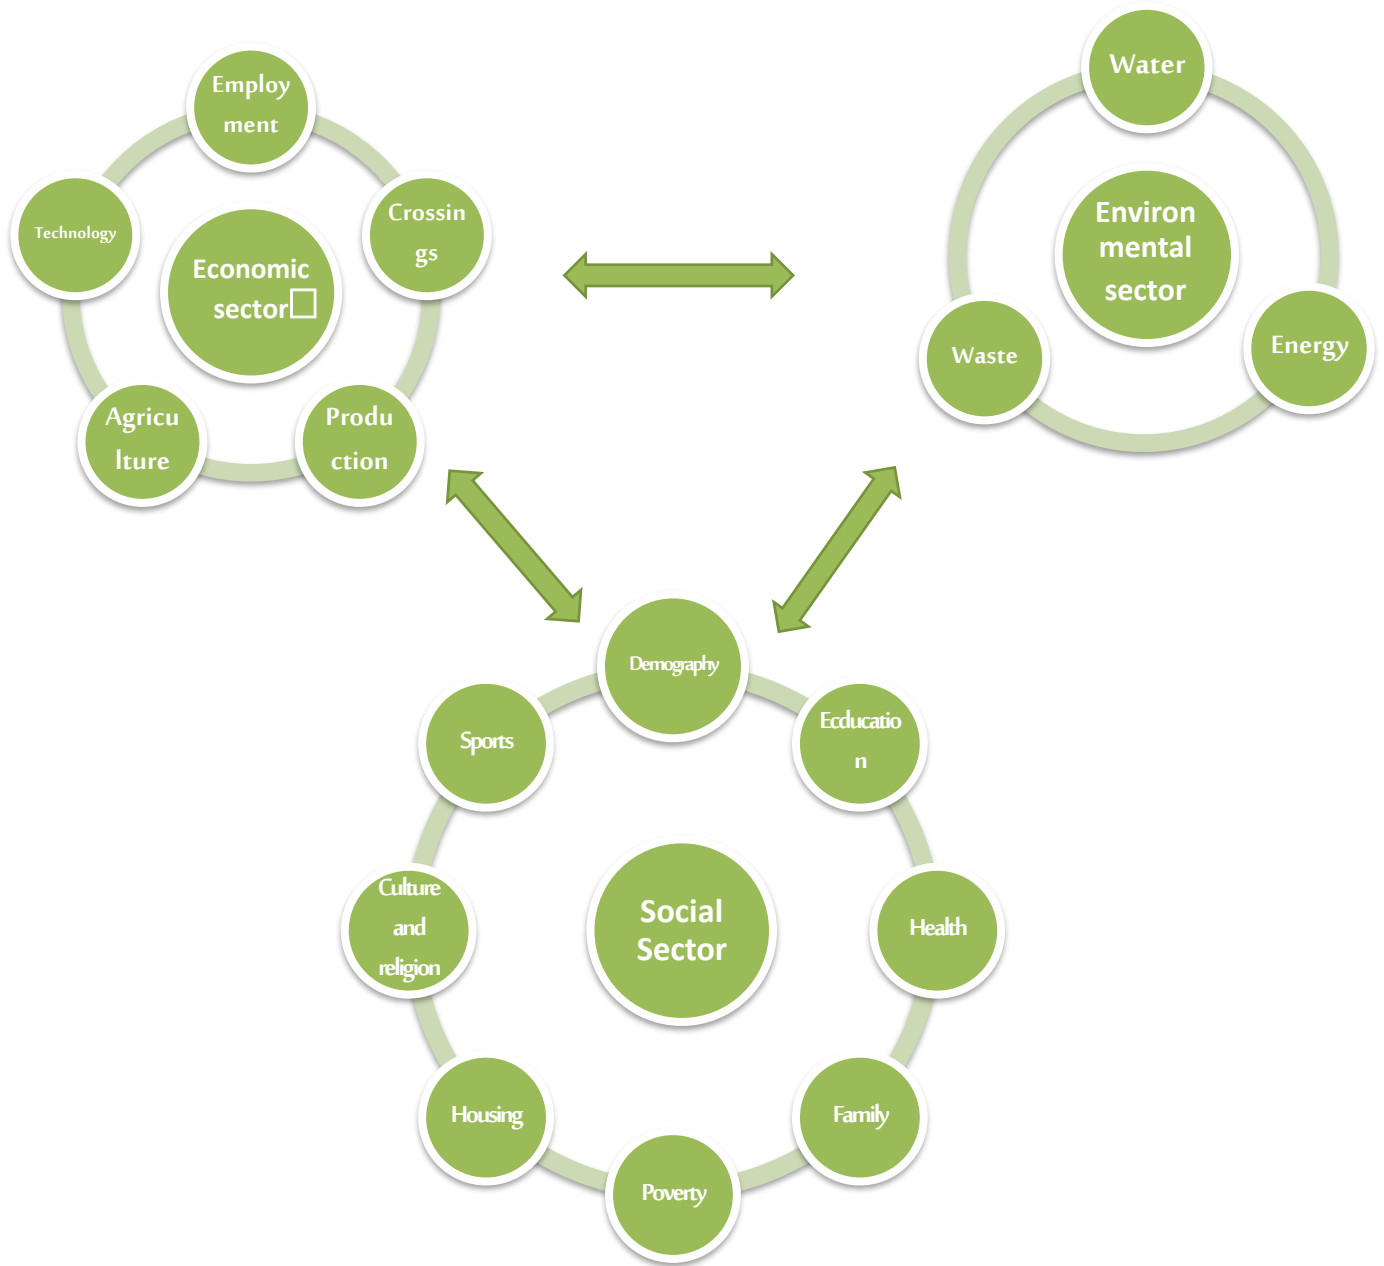 Employ
ment
Technology
Crossin
gs
Economic
sector
Agricu
lture
Produ
ction
Water
Environ
mental
sector
Waste
Energy
Demography
Sports
Ecducatio
n
Culture
and
religion
Social
Sector
Health
Housing
Family
Poverty